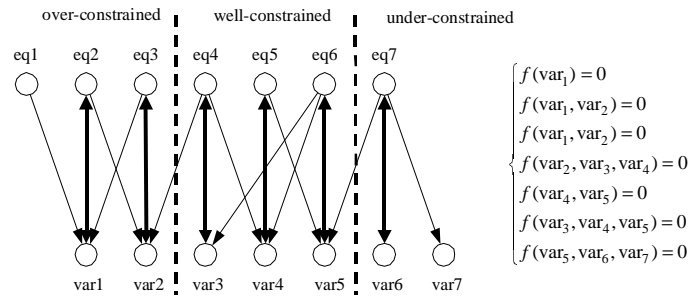 over-constrained well-constrained under-constrained
eq1 eq2 eq3 eq4 eq5 eq6 eq7
var1 var2 var3 var4 var5 var6 var7
f(var₁)=0
f(var₁,var₂)=0
f(var₁,var₂)=0
f(var₂,var₃,var₄)=0
f(var₄,var₅)=0
f(var₃,var₄,var₅)=0
f(var₅,var₆,var₇)=0